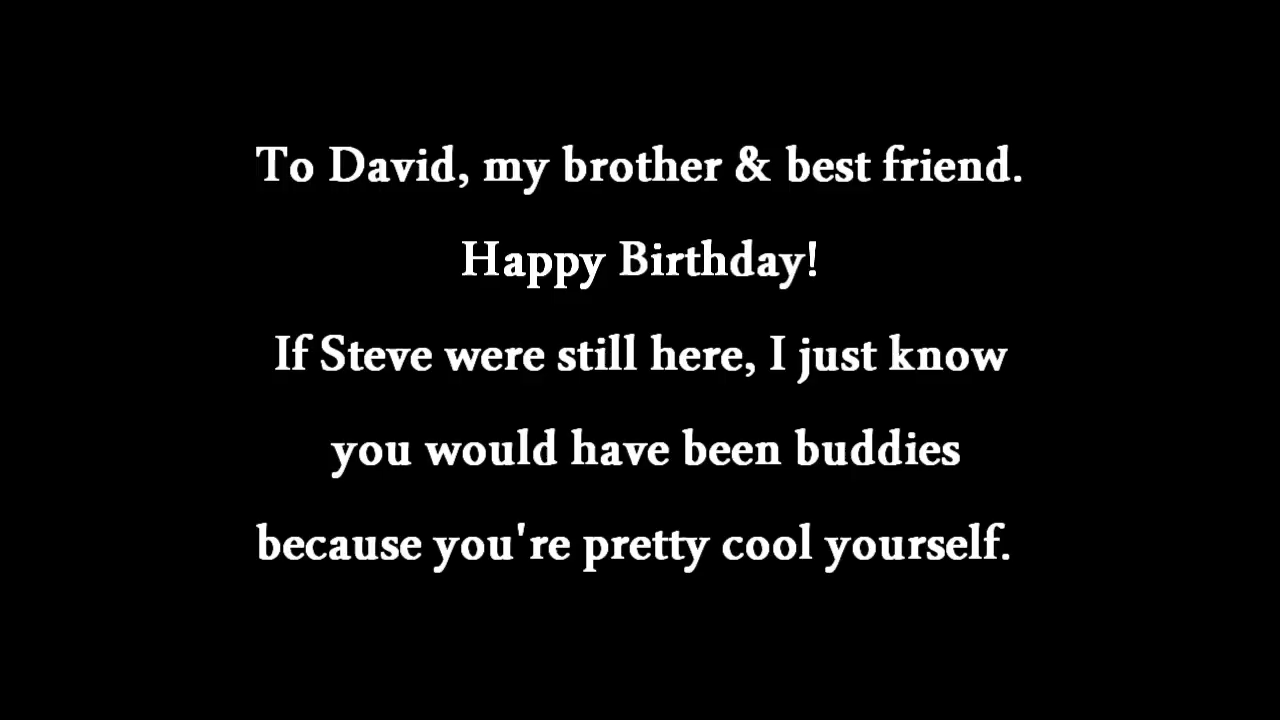 To David, my brother & best friend.
Happy Birthday!
If Steve were still here, I just know
you would have been buddies
because you're pretty cool yourself.